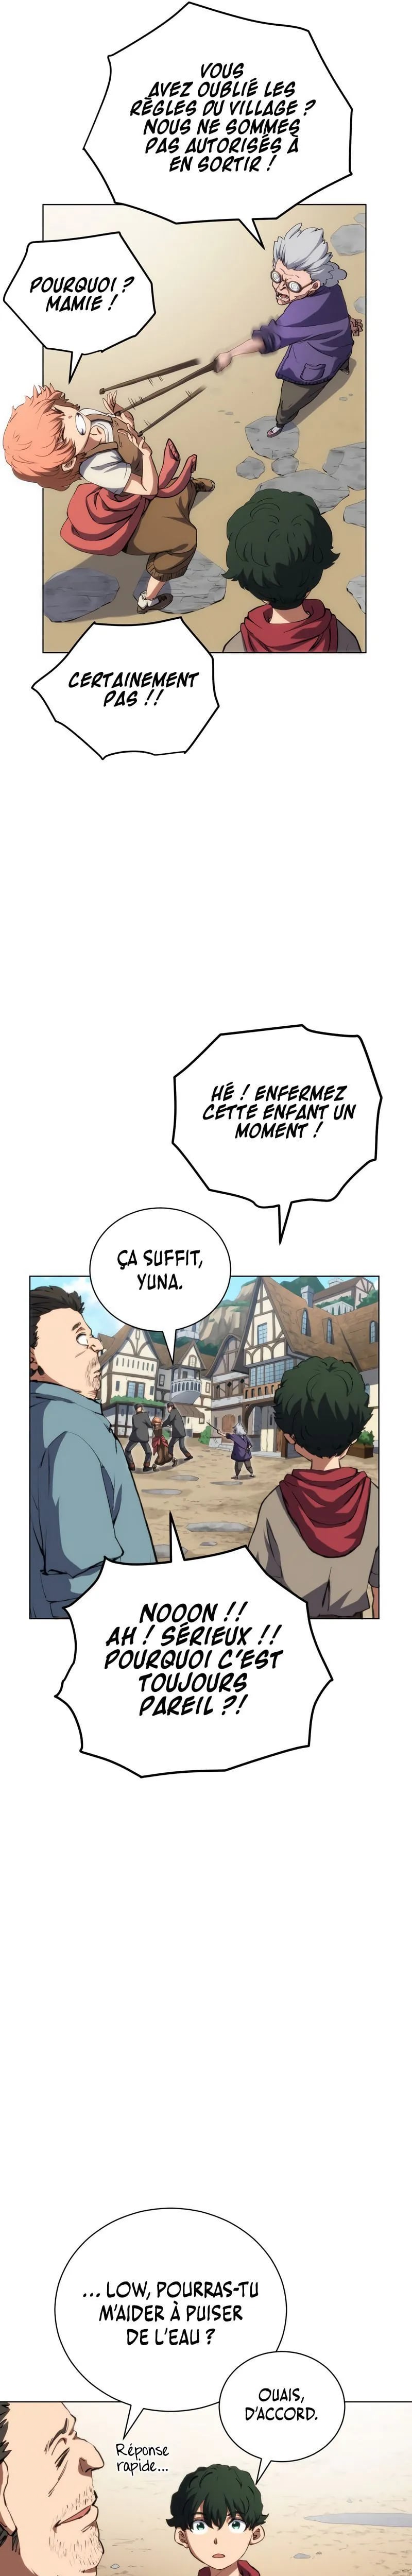 VOUS
AVEZ OUBLIÉ LES
RÈGLES DU VILLAGE ?
NOUS NE SOMMES
PAS AUTORISÉS À
EN SORTIR !
POURQUOI ?
MAMIE !
CERTAINEMENT
PAS !!
HÉ ! ENFERMEZ
CETTE ENFANT UN
MOMENT !
ÇA SUFFIT,
YUNA.
NOOON !!
AH ! SÉRIEUX !!
POURQUOI C'EST
TOUJOURS
PAREIL ?!
... LOW, POURRAS-TU
M'AIDER À PUISER
DE L'EAU ?
OUAIS,
D'ACCORD.
Réponse
rapide...